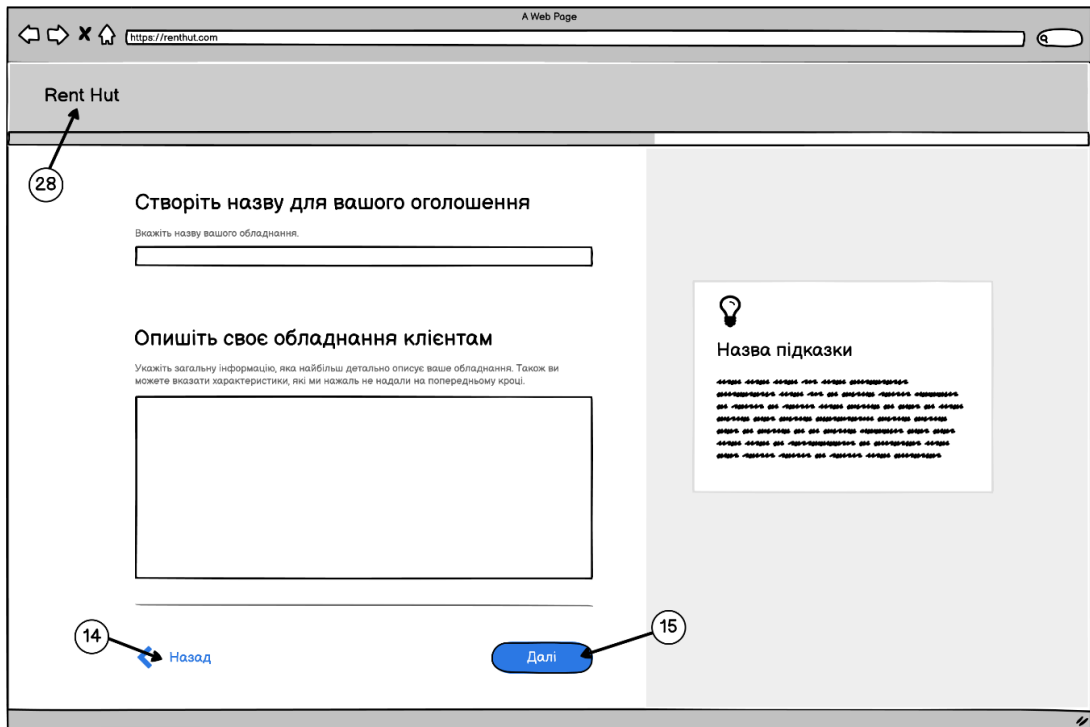 A Web Page
https://renthut.com
Rent Hut
28
Створіть назву для вашого оголошення
Вкажіть назву вашого обладнання.
Опишіть своє обладнання клієнтам
Укажіть загальну інформацію, яка найбільш детально описує ваше обладнання. Також ви
можете вказати характеристики, які ми нажаль не надали на попередньому кроці.
Назва підказки
14
Назад
Далі
15